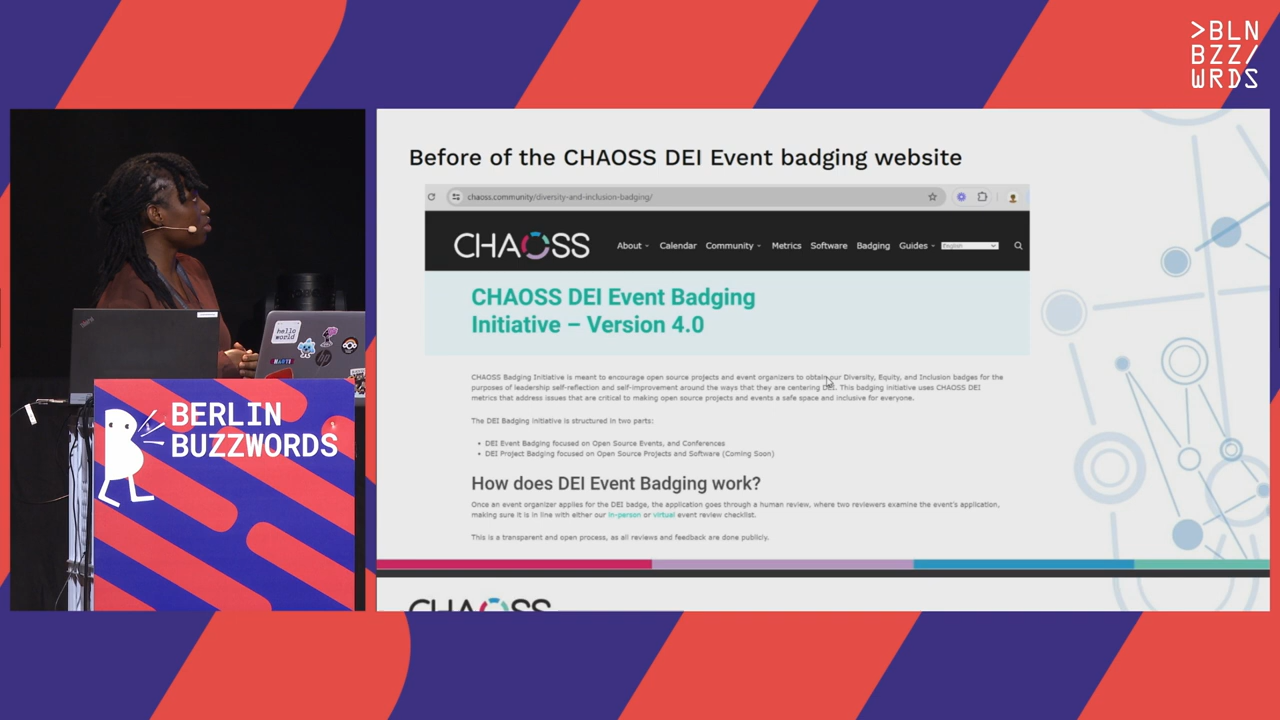 >BLN
BZZ/
WRDS
Before of the CHAOSS DEI Event badging website
chaoss.community/diversity-and-inclusion-badging/
CHAOSS
About
Calendar
Community
Metrics
Software
Badging
Guides
English
CHAOSS DEI Event Badging
Initiative – Version 4.0
CHAOSS Badging Initiative is meant to encourage open source projects and event organizers to obtain our Diversity, Equity, and Inclusion badges for the
purposes of leadership self-reflection and self-improvement around the ways that they are centering DEI. This badging initiative uses CHAOSS DEI
metrics that address issues that are critical to making open source projects and events a safe space and inclusive for everyone.
The DEI Badging initiative is structured in two parts:
• DEI Event Badging focused on Open Source Events, and Conferences
• DEI Project Badging focused on Open Source Projects and Software (Coming Soon)
How does DEI Event Badging work?
Once an event organizer applies for the DEI badge, the application goes through a human review, where two reviewers examine the event's application,
making sure it is in line with either our in-person or virtual event review checklist.
This is a transparent and open process, as all reviews and feedback are done publicly.
CHAOSS
ThinkPad
hello
world
hp
BERLIN
BUZZWORDS